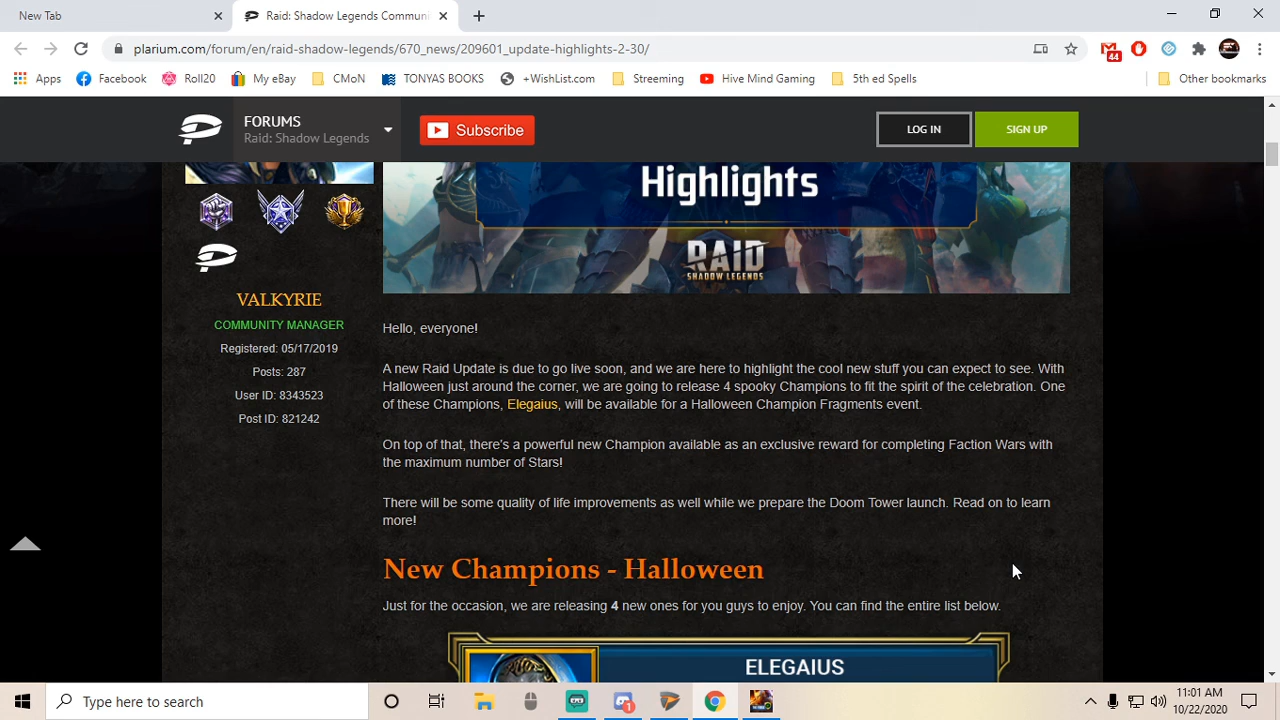 New Tab
Raid: Shadow Legends Communi
plarium.com/forum/en/raid-shadow-legends/670_news/209601_update-highlights-2-30/
44
Apps
Facebook
Roll20
My eBay
CMoN
TONYAS BOOKS
+WishList.com
Streeming
Hive Mind Gaming
5th ed Spells
Other bookmarks
FORUMS
Raid: Shadow Legends
Subscribe
LOG IN
SIGN UP
Highlights
RAID
SHADOW LEGENDS
VALKYRIE
COMMUNITY MANAGER
Registered: 05/17/2019
Posts: 287
User ID: 8343523
Post ID: 821242
Hello, everyone!
A new Raid Update is due to go live soon, and we are here to highlight the cool new stuff you can expect to see. With
Halloween just around the corner, we are going to release 4 spooky Champions to fit the spirit of the celebration. One
of these Champions, Elegaius, will be available for a Halloween Champion Fragments event.
On top of that, there's a powerful new Champion available as an exclusive reward for completing Faction Wars with
the maximum number of Stars!
There will be some quality of life improvements as well while we prepare the Doom Tower launch. Read on to learn
more!
New Champions - Halloween
Just for the occasion, we are releasing 4 new ones for you guys to enjoy. You can find the entire list below.
ELEGAIUS
Type here to search
1
11:01 AM
10/22/2020